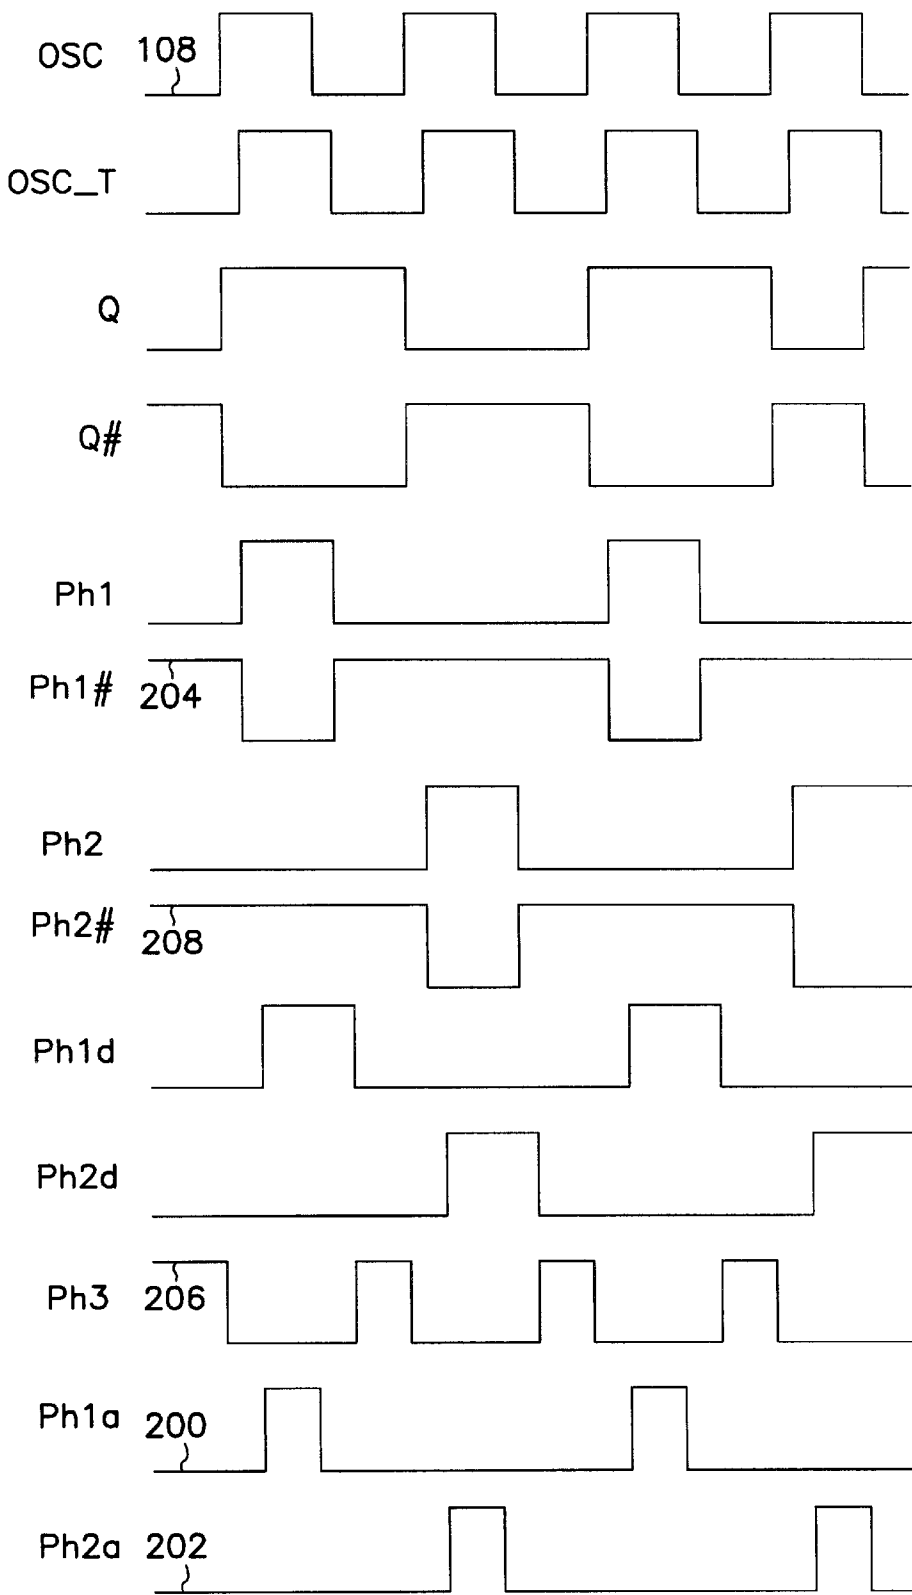 OSC 108
OSC_T
Q
Q#
Ph1
Ph1# 204
Ph2
Ph2# 208
Ph1d
Ph2d
Ph3 206
Ph1a 200
Ph2a 202